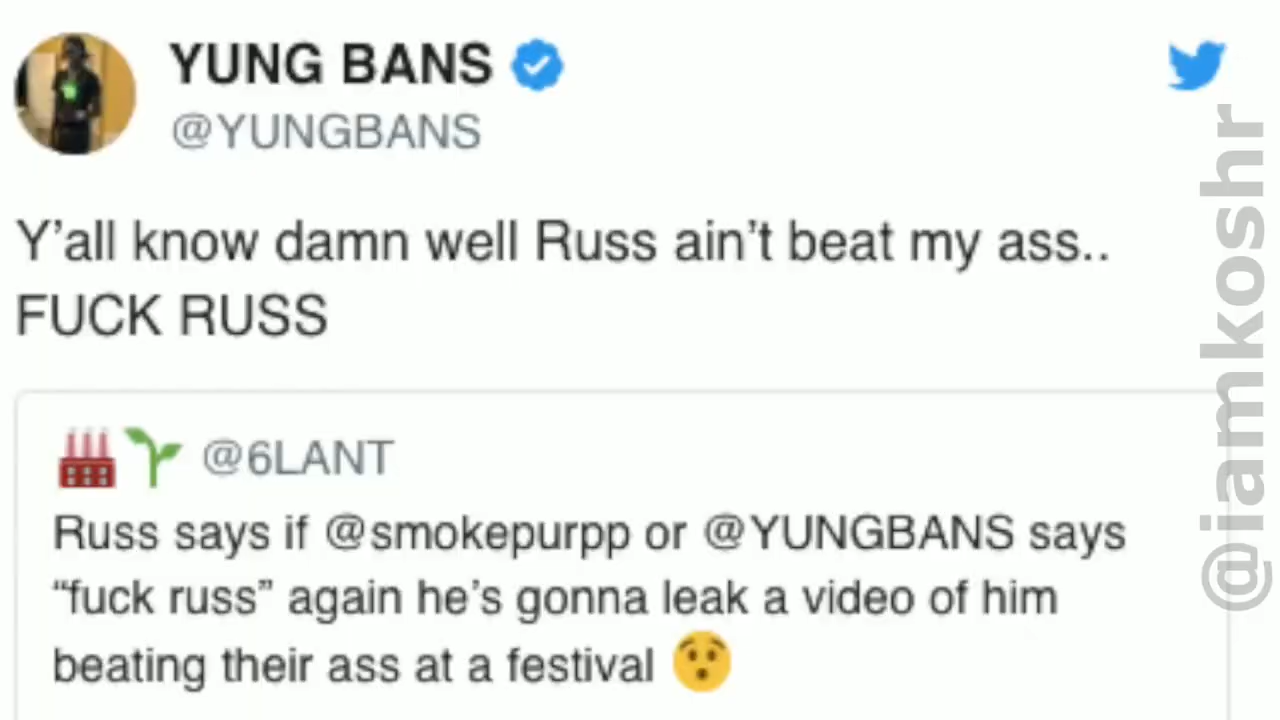 YUNG BANS
@YUNGBANS
Y’all know damn well Russ ain’t beat my ass..
FUCK RUSS
@6LANT
Russ says if @smokepurpp or @YUNGBANS says
“fuck russ” again he’s gonna leak a video of him
beating their ass at a festival 😯
@iamkoshr